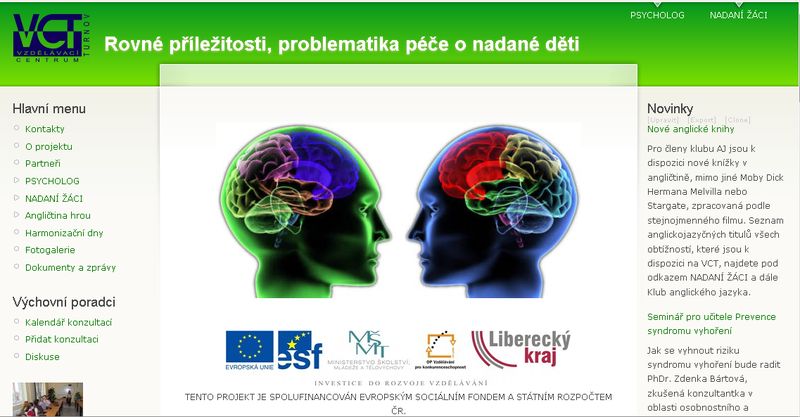 PSYCHOLOG
NADANÍ ŽÁCI
VCT
VZDĚLÁVACÍ
CENTRUM
TURNOV
Rovné příležitosti, problematika péče o nadané děti
Hlavní menu
Kontakty
O projektu
Partneři
PSYCHOLOG
NADANÍ ŽÁCI
Angličtina hrou
Harmonizační dny
Fotogalerie
Dokumenty a zprávy
Výchovní poradci
Kalendář konzultací
Přidat konzultaci
Diskuse
EVROPSKÁ UNIE
esf
MŠMT
MINISTERSTVO ŠKOLSTVÍ,
MLÁDEŽE A TĚLOVÝCHOVY
OP Vzdělávání
pro konkurenceschopnost
Liberecký
kraj
INVESTICE DO ROZVOJE VZDĚLÁVÁNÍ
TENTO PROJEKT JE SPOLUFINANCOVÁN EVROPSKÝM SOCIÁLNÍM FONDEM A STÁTNÍM ROZPOČTEM
ČR.
Novinky
[Upravit] [Export] [Clone]
Nové anglické knihy
Pro členy klubu AJ jsou k
dispozici nové knížky v
angličtině, mimo jiné Moby Dick
Hermana Melvilla nebo
Stargate, zpracovaná podle
stejnojmenného filmu. Seznam
anglickojazyčných titulů všech
obtížností, které jsou k
dispozici na VCT, najdete pod
odkazem NADANÍ ŽÁCI a dále
Klub anglického jazyka.
Seminář pro učitele Prevence
syndromu vyhoření
Jak se vyhnout riziku
syndromu vyhoření bude radit
PhDr. Zdenka Bártová,
zkušená konzultantka v
oblasti osobnostního a